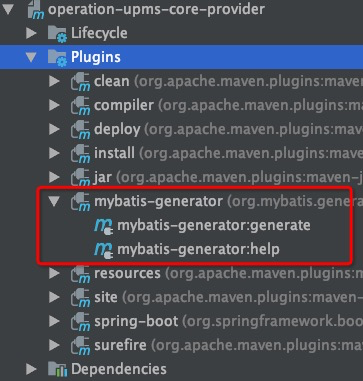 operation-upms-core-provider
Lifecycle
Plugins
clean (org.apache.maven.plugins:maven
compiler (org.apache.maven.plugins:ma
deploy (org.apache.maven.plugins:mave
install (org.apache.maven.plugins:mave
jar (org.apache.maven.plugins:maven-j
mybatis-generator (org.mybatis.genera
mybatis-generator:generate
mybatis-generator:help
resources (org.apache.maven.plugins:m
site (org.apache.maven.plugins:maven-
spring-boot (org.springframework.boo
surefire (org.apache.maven.plugins:ma
Dependencies